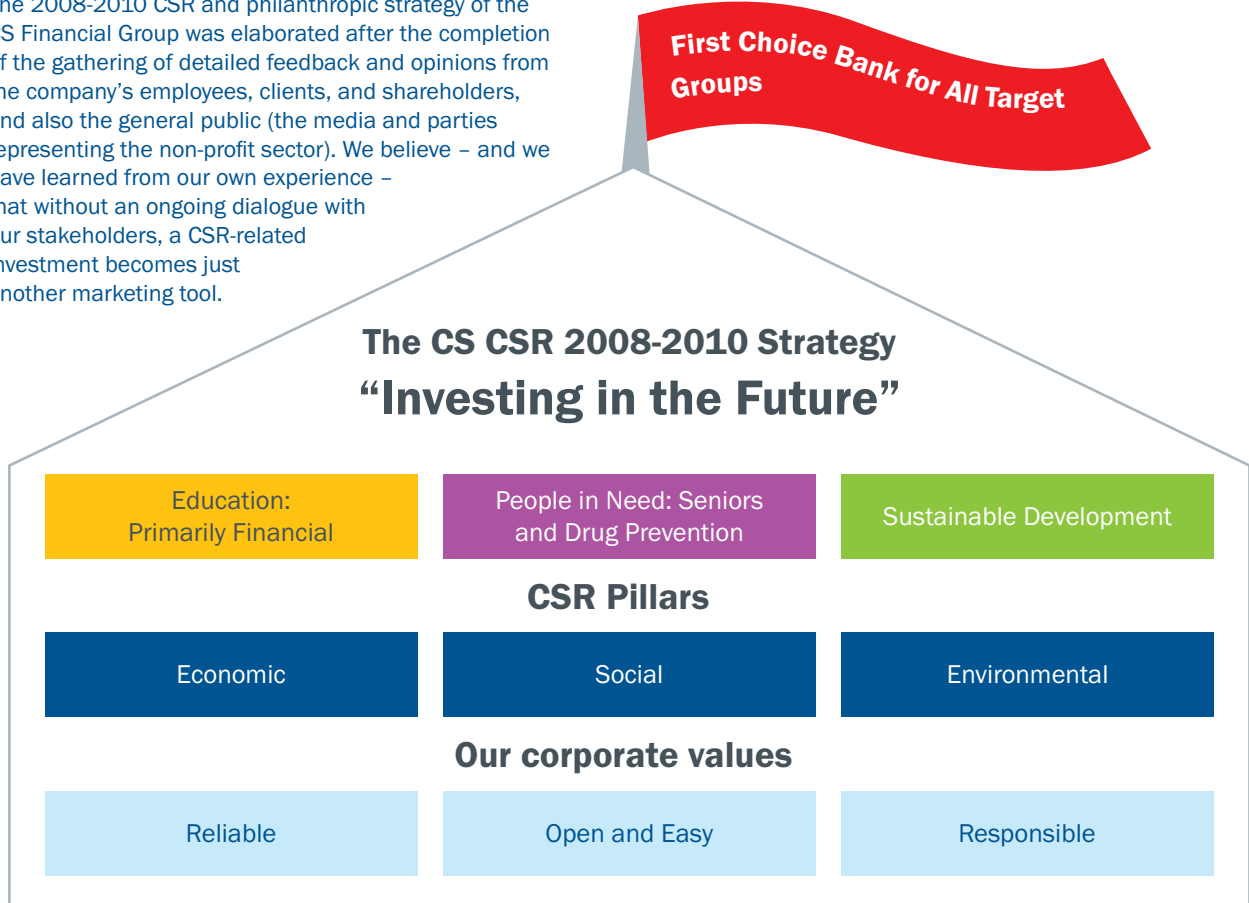 he 2008-2010 CSR and philanthropic strategy of the
CS Financial Group was elaborated after the completion
f the gathering of detailed feedback and opinions from
he company's employees, clients, and shareholders,
nd also the general public (the media and parties
epresenting the non-profit sector). We believe – and we
ave learned from our own experience –
hat without an ongoing dialogue with
ur stakeholders, a CSR-related
nvestment becomes just
nother marketing tool.
First Choice Bank for All Target
Groups
The CS CSR 2008-2010 Strategy
“Investing in the Future”
Education:
Primarily Financial
People in Need: Seniors
and Drug Prevention
Sustainable Development
CSR Pillars
Economic
Social
Environmental
Our corporate values
Reliable
Open and Easy
Responsible